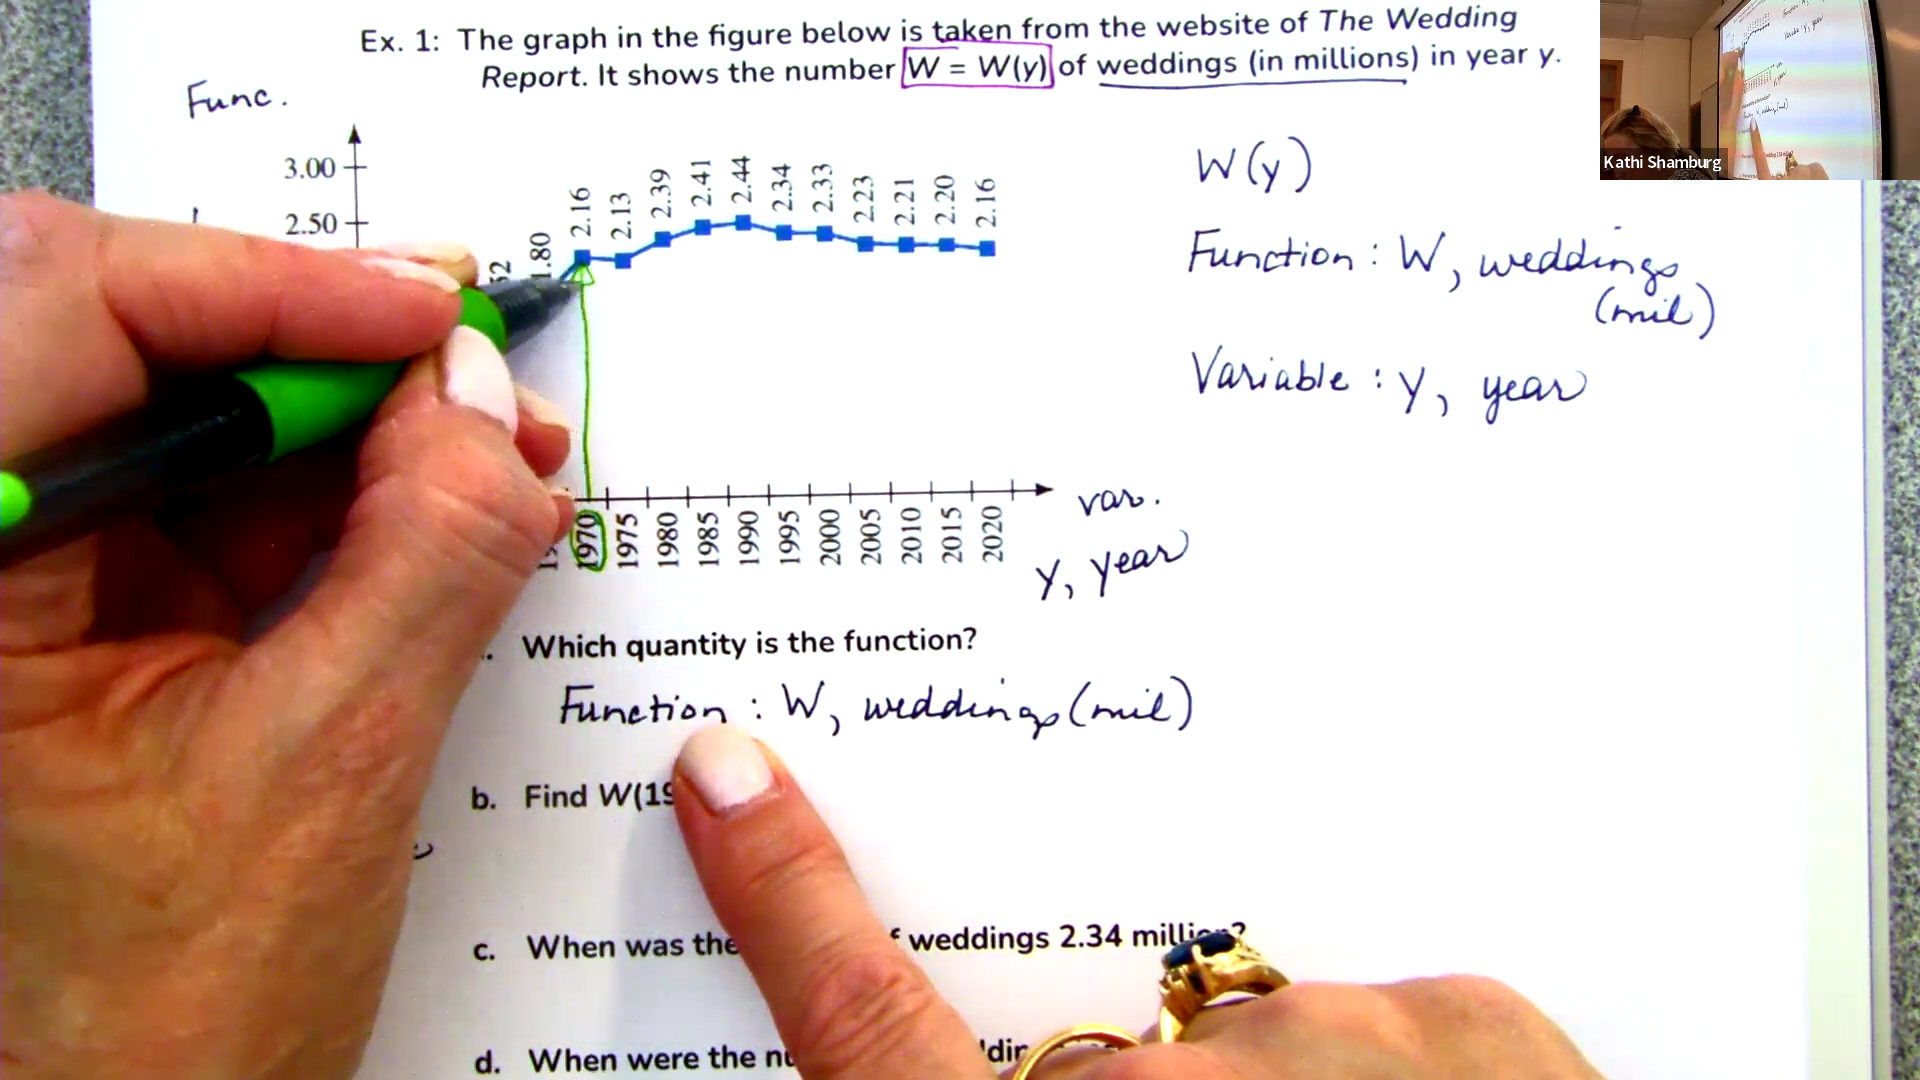 Ex. 1: The graph in the figure below is taken from the website of The Wedding
Report. It shows the number W = W(y) of weddings (in millions) in year y.
Func.
3.00
2.50
1.80
2.16
2.13
2.39
2.41
2.44
2.34
2.33
2.23
2.21
2.20
2.16
W(y)
Function: W, weddings
(mil)
Variable: y, year
1970
1975
1980
1985
1990
1995
2000
2005
2010
2015
2020
var.
y, year
Which quantity is the function?
Function: W, weddings (mil)
b. Find
c. When was the weddings 2.34 million?
d. When were the
Kathi Shamburg